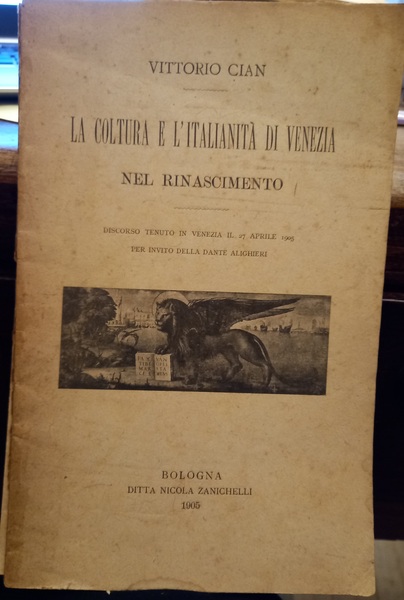 VITTORIO CIAN
LA COLTURA E L'ITALIANITÀ DI VENEZIA
NEL RINASCIMENTO
DISCORSO TENUTO IN VENEZIA IL 27 APRILE 1905
PER INVITO DELLA DANTE ALIGHIERI
BOLOGNA
DITTA NICOLA ZANICHELLI
1905